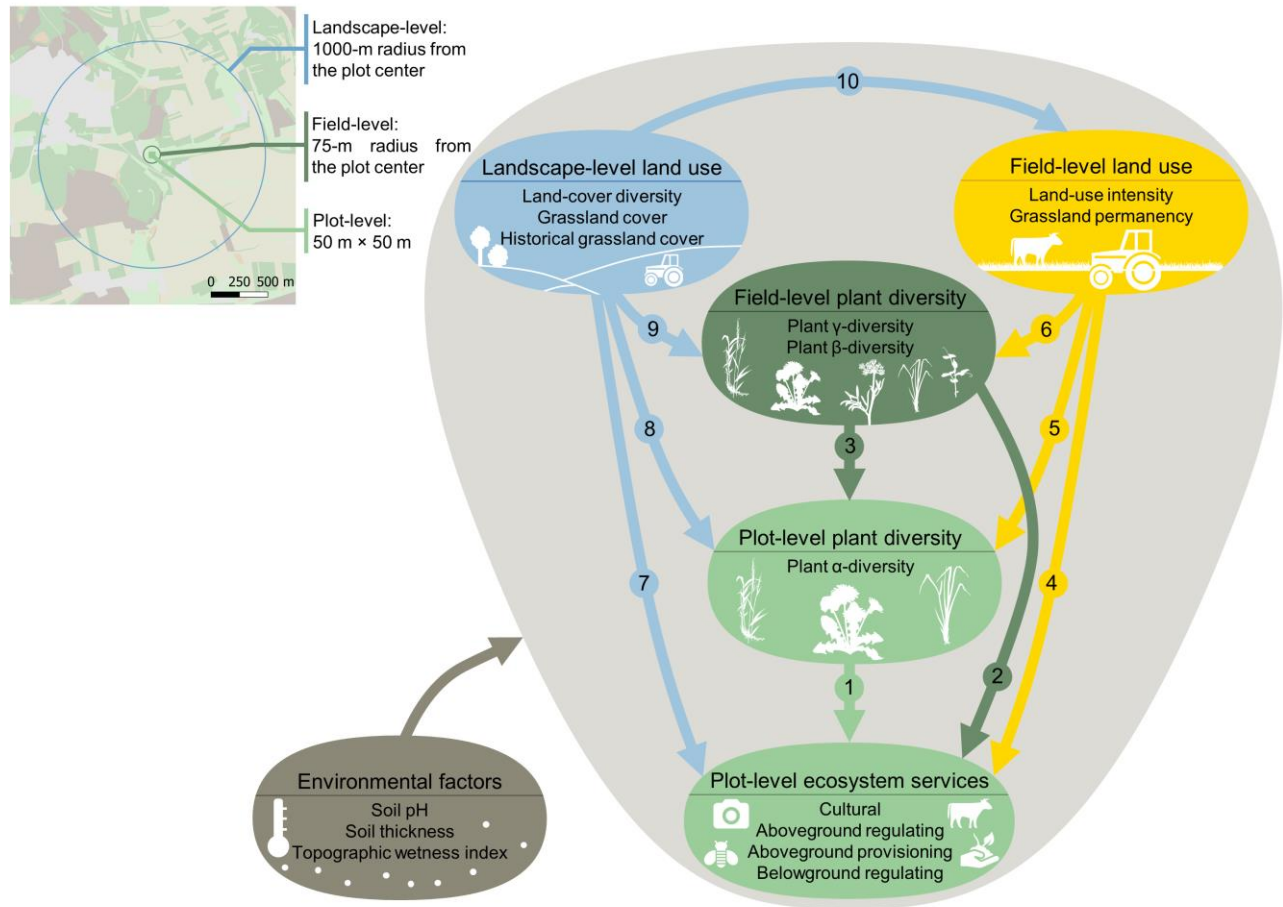 Landscape-level:
1000-m radius from
the plot center
Field-level:
75-m radius from
the plot center
Plot-level:
50 m × 50 m
0 250 500 m
10
Landscape-level land use
Land-cover diversity
Grassland cover
Historical grassland cover
Field-level land use
Land-use intensity
Grassland permanency
9
6
Field-level plant diversity
Plant γ-diversity
Plant β-diversity
8
3
5
Plot-level plant diversity
Plant α-diversity
7
4
1
2
Environmental factors
Soil pH
Soil thickness
Topographic wetness index
Plot-level ecosystem services
Cultural
Aboveground regulating
Aboveground provisioning
Belowground regulating